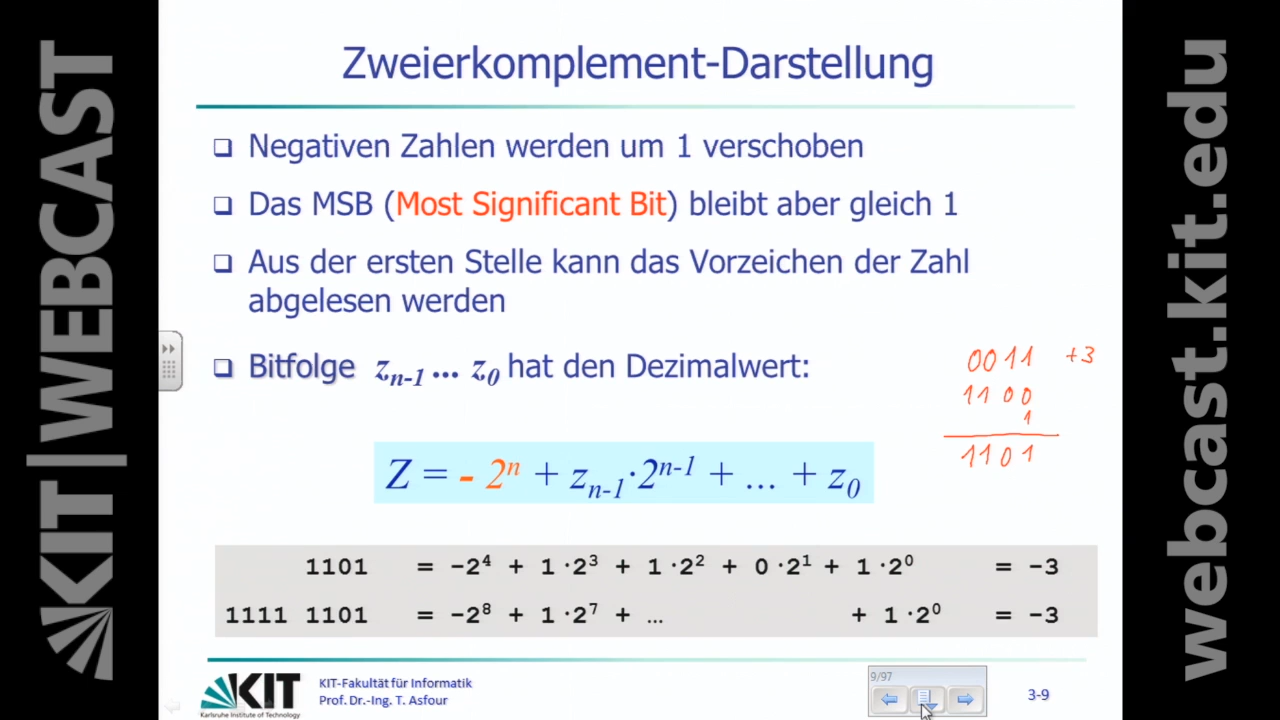 Zweierkomplement-Darstellung
❑ Negativen Zahlen werden um 1 verschoben
❑ Das MSB (Most Significant Bit) bleibt aber gleich 1
❑ Aus der ersten Stelle kann das Vorzeichen der Zahl
abgelesen werden
❑ Bitfolge zₙ₋₁ ... z₀ hat den Dezimalwert:
0011 +3
1100
1
1101
Z = - 2ⁿ + zₙ₋₁·2ⁿ⁻¹ + ... + z₀
1101 = -2⁴ + 1·2³ + 1·2² + 0·2¹ + 1·2⁰ = -3
1111 1101 = -2⁸ + 1·2⁷ + … + 1·2⁰ = -3
KIT
Karlsruhe Institute of Technology
KIT-Fakultät für Informatik
Prof. Dr.-Ing. T. Asfour
9/97
3-9
KIT|WEBCAST
webcast.kit.edu